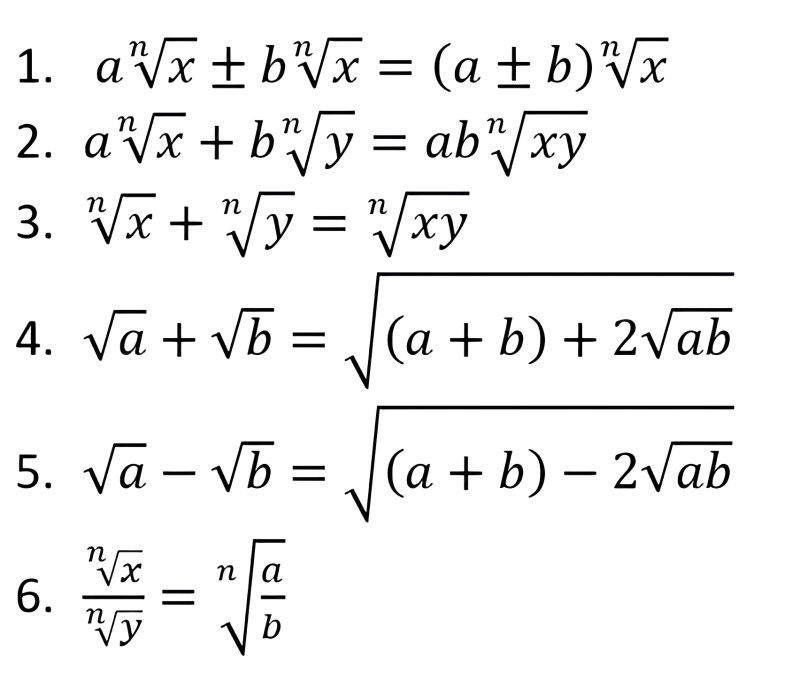 1. a ⁿ√x ± b ⁿ√x = (a ± b) ⁿ√x
2. a ⁿ√x + b ⁿ√y = ab ⁿ√(xy)
3. ⁿ√x + ⁿ√y = ⁿ√(xy)
4. √a + √b = √((a + b) + 2√(ab))
5. √a − √b = √((a + b) − 2√(ab))
6. ⁿ√x / ⁿ√y = ⁿ√(a/b)